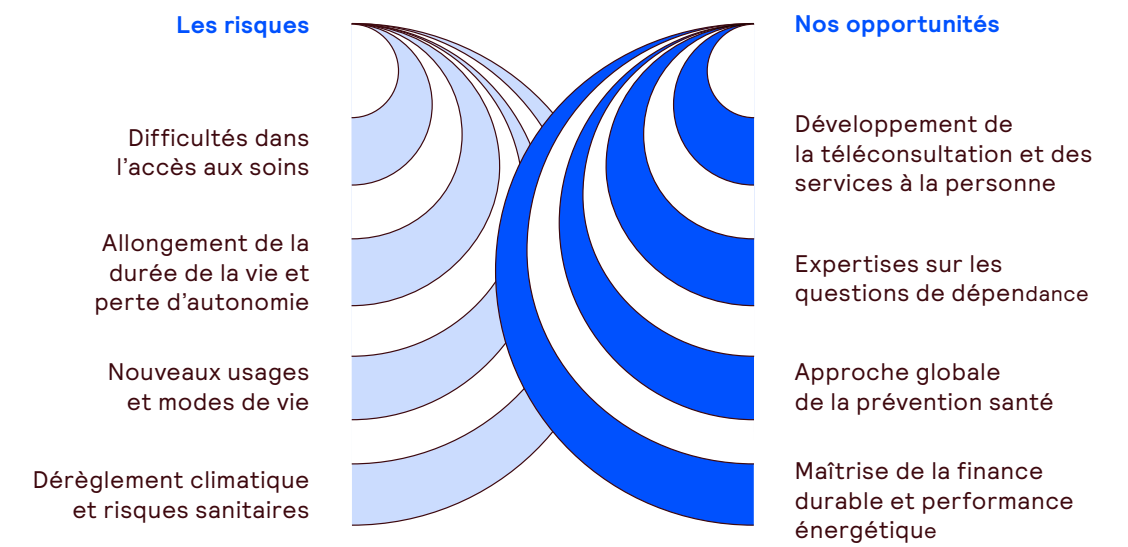 Les risques
Difficultés dans
l'accès aux soins
Allongement de la
durée de la vie et
perte d'autonomie
Nouveaux usages
et modes de vie
Dérèglement climatique
et risques sanitaires
Nos opportunités
Développement de
la téléconsultation et des
services à la personne
Expertises sur les
questions de dépendance
Approche globale
de la prévention santé
Maîtrise de la finance
durable et performance
énergétique